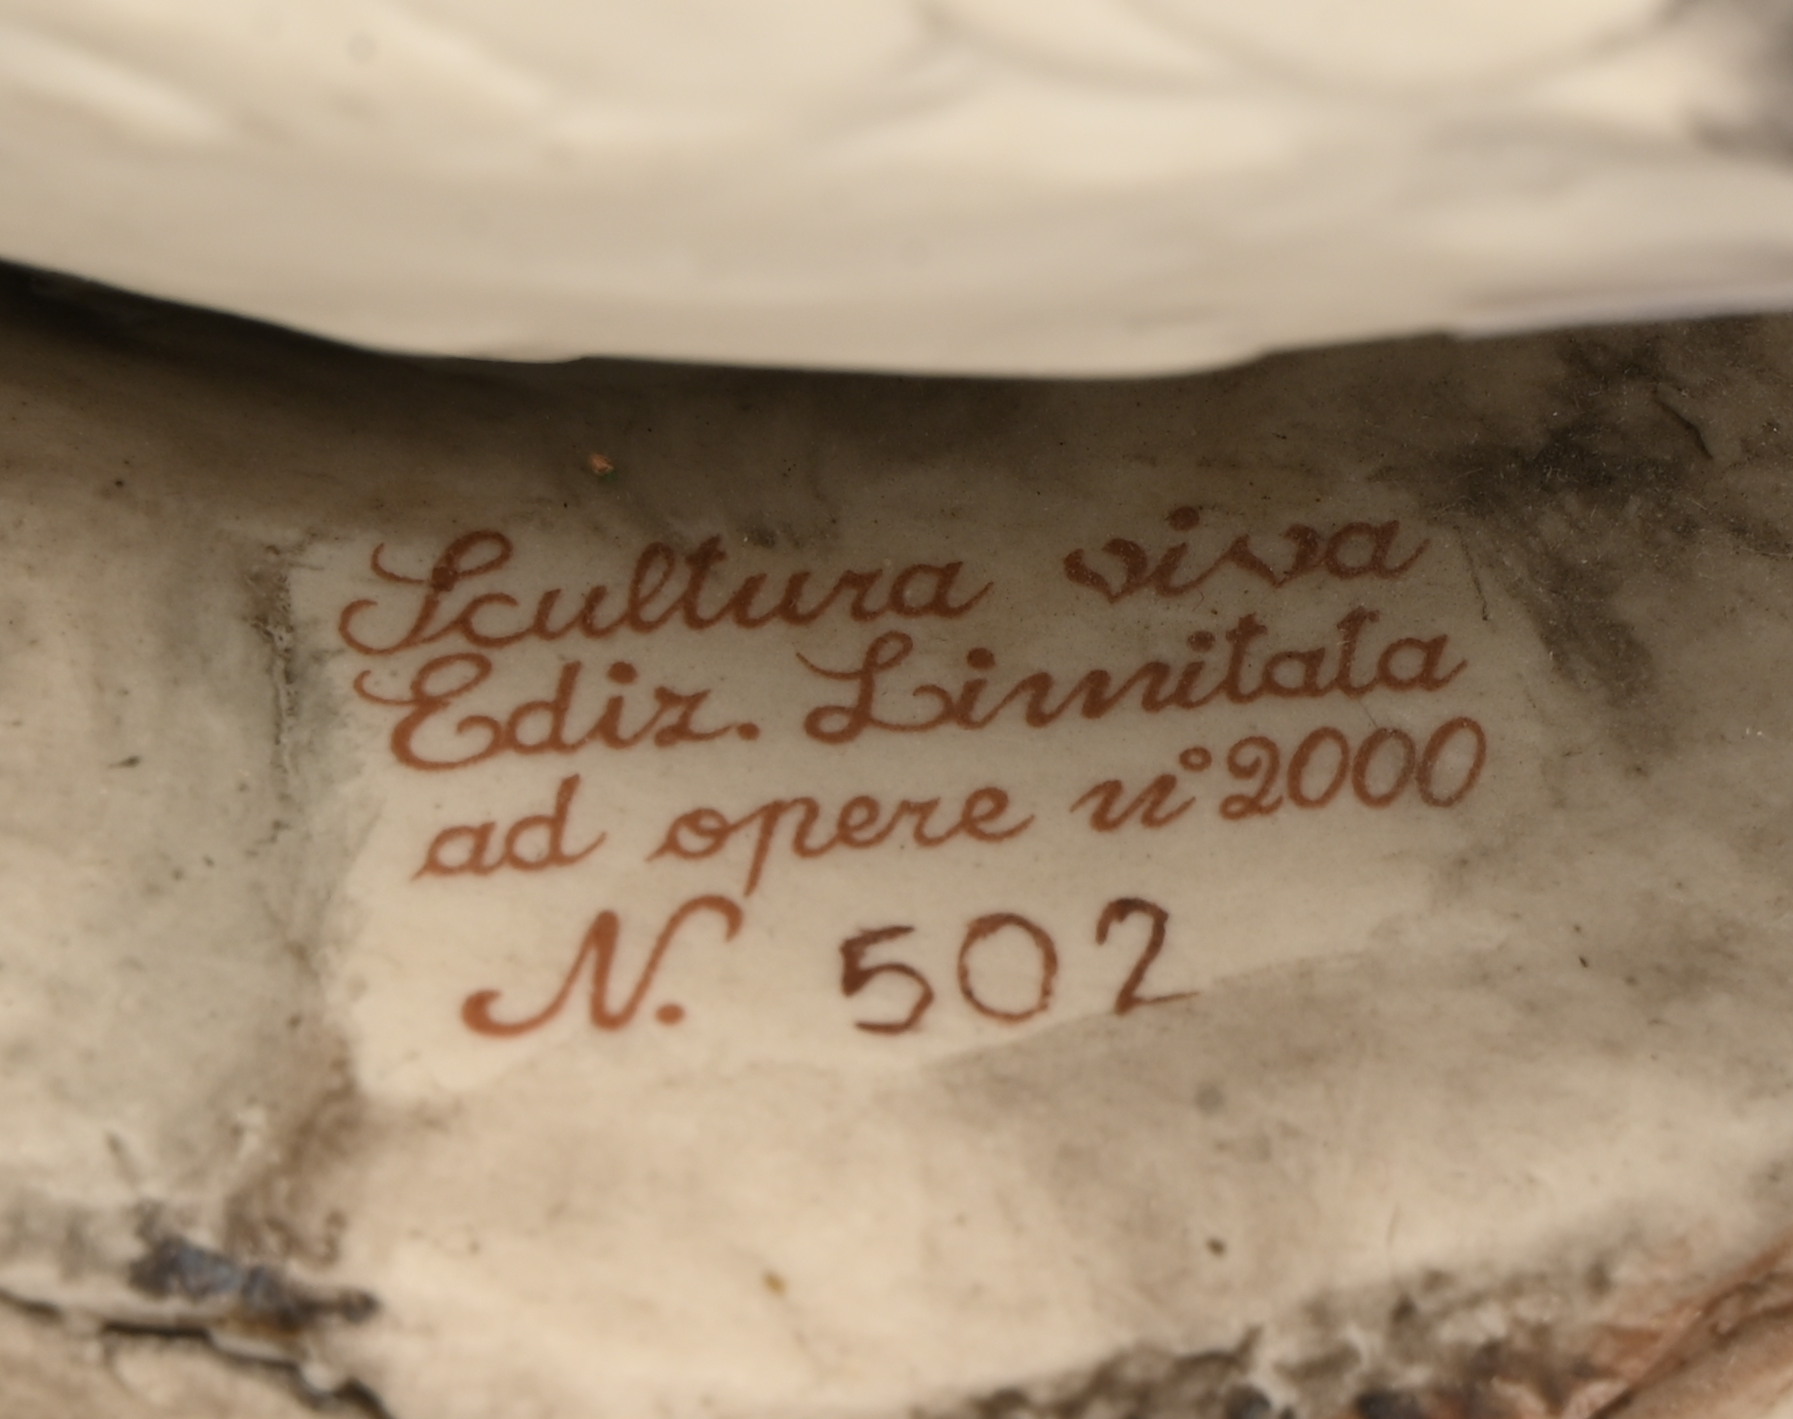 Scultura viva
Ediz. Limitata
ad opere n° 2000
N. 502